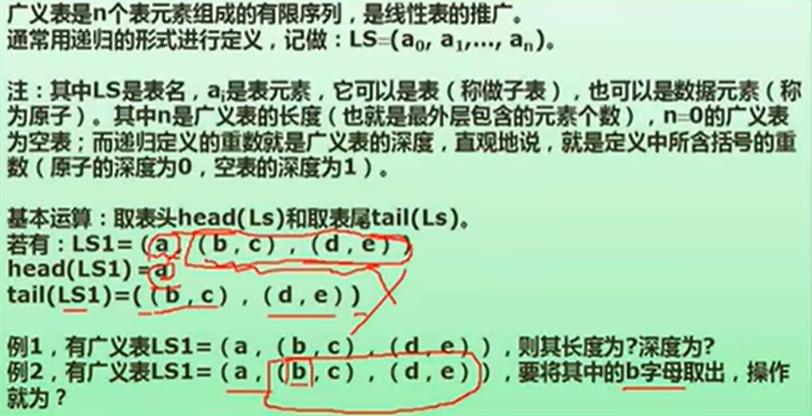 广义表是n个表元素组成的有限序列，是线性表的推广。
通常用递归的形式进行定义，记做：LS=(a₀, a₁,..., aₙ)。
注：其中LS是表名，aᵢ是表元素，它可以是表（称做子表），也可以是数据元素（称
为原子）。其中n是广义表的长度（也就是最外层包含的元素个数），n=0的广义表
为空表；而递归定义的重数就是广义表的深度，直观地说，就是定义中所含括号的重
数（原子的深度为0，空表的深度为1）。
基本运算：取表头head(Ls)和取表尾tail(Ls)。
若有：LS1=（a，（b，c），（d，e））
head(LS1)=a
tail(LS1)=(（b，c），（d，e）)
例1，有广义表LS1=（a，（b，c），（d，e）），则其长度为?深度为?
例2，有广义表LS1=（a，（b，c），（d，e）），要将其中的b字母取出，操作
就为？